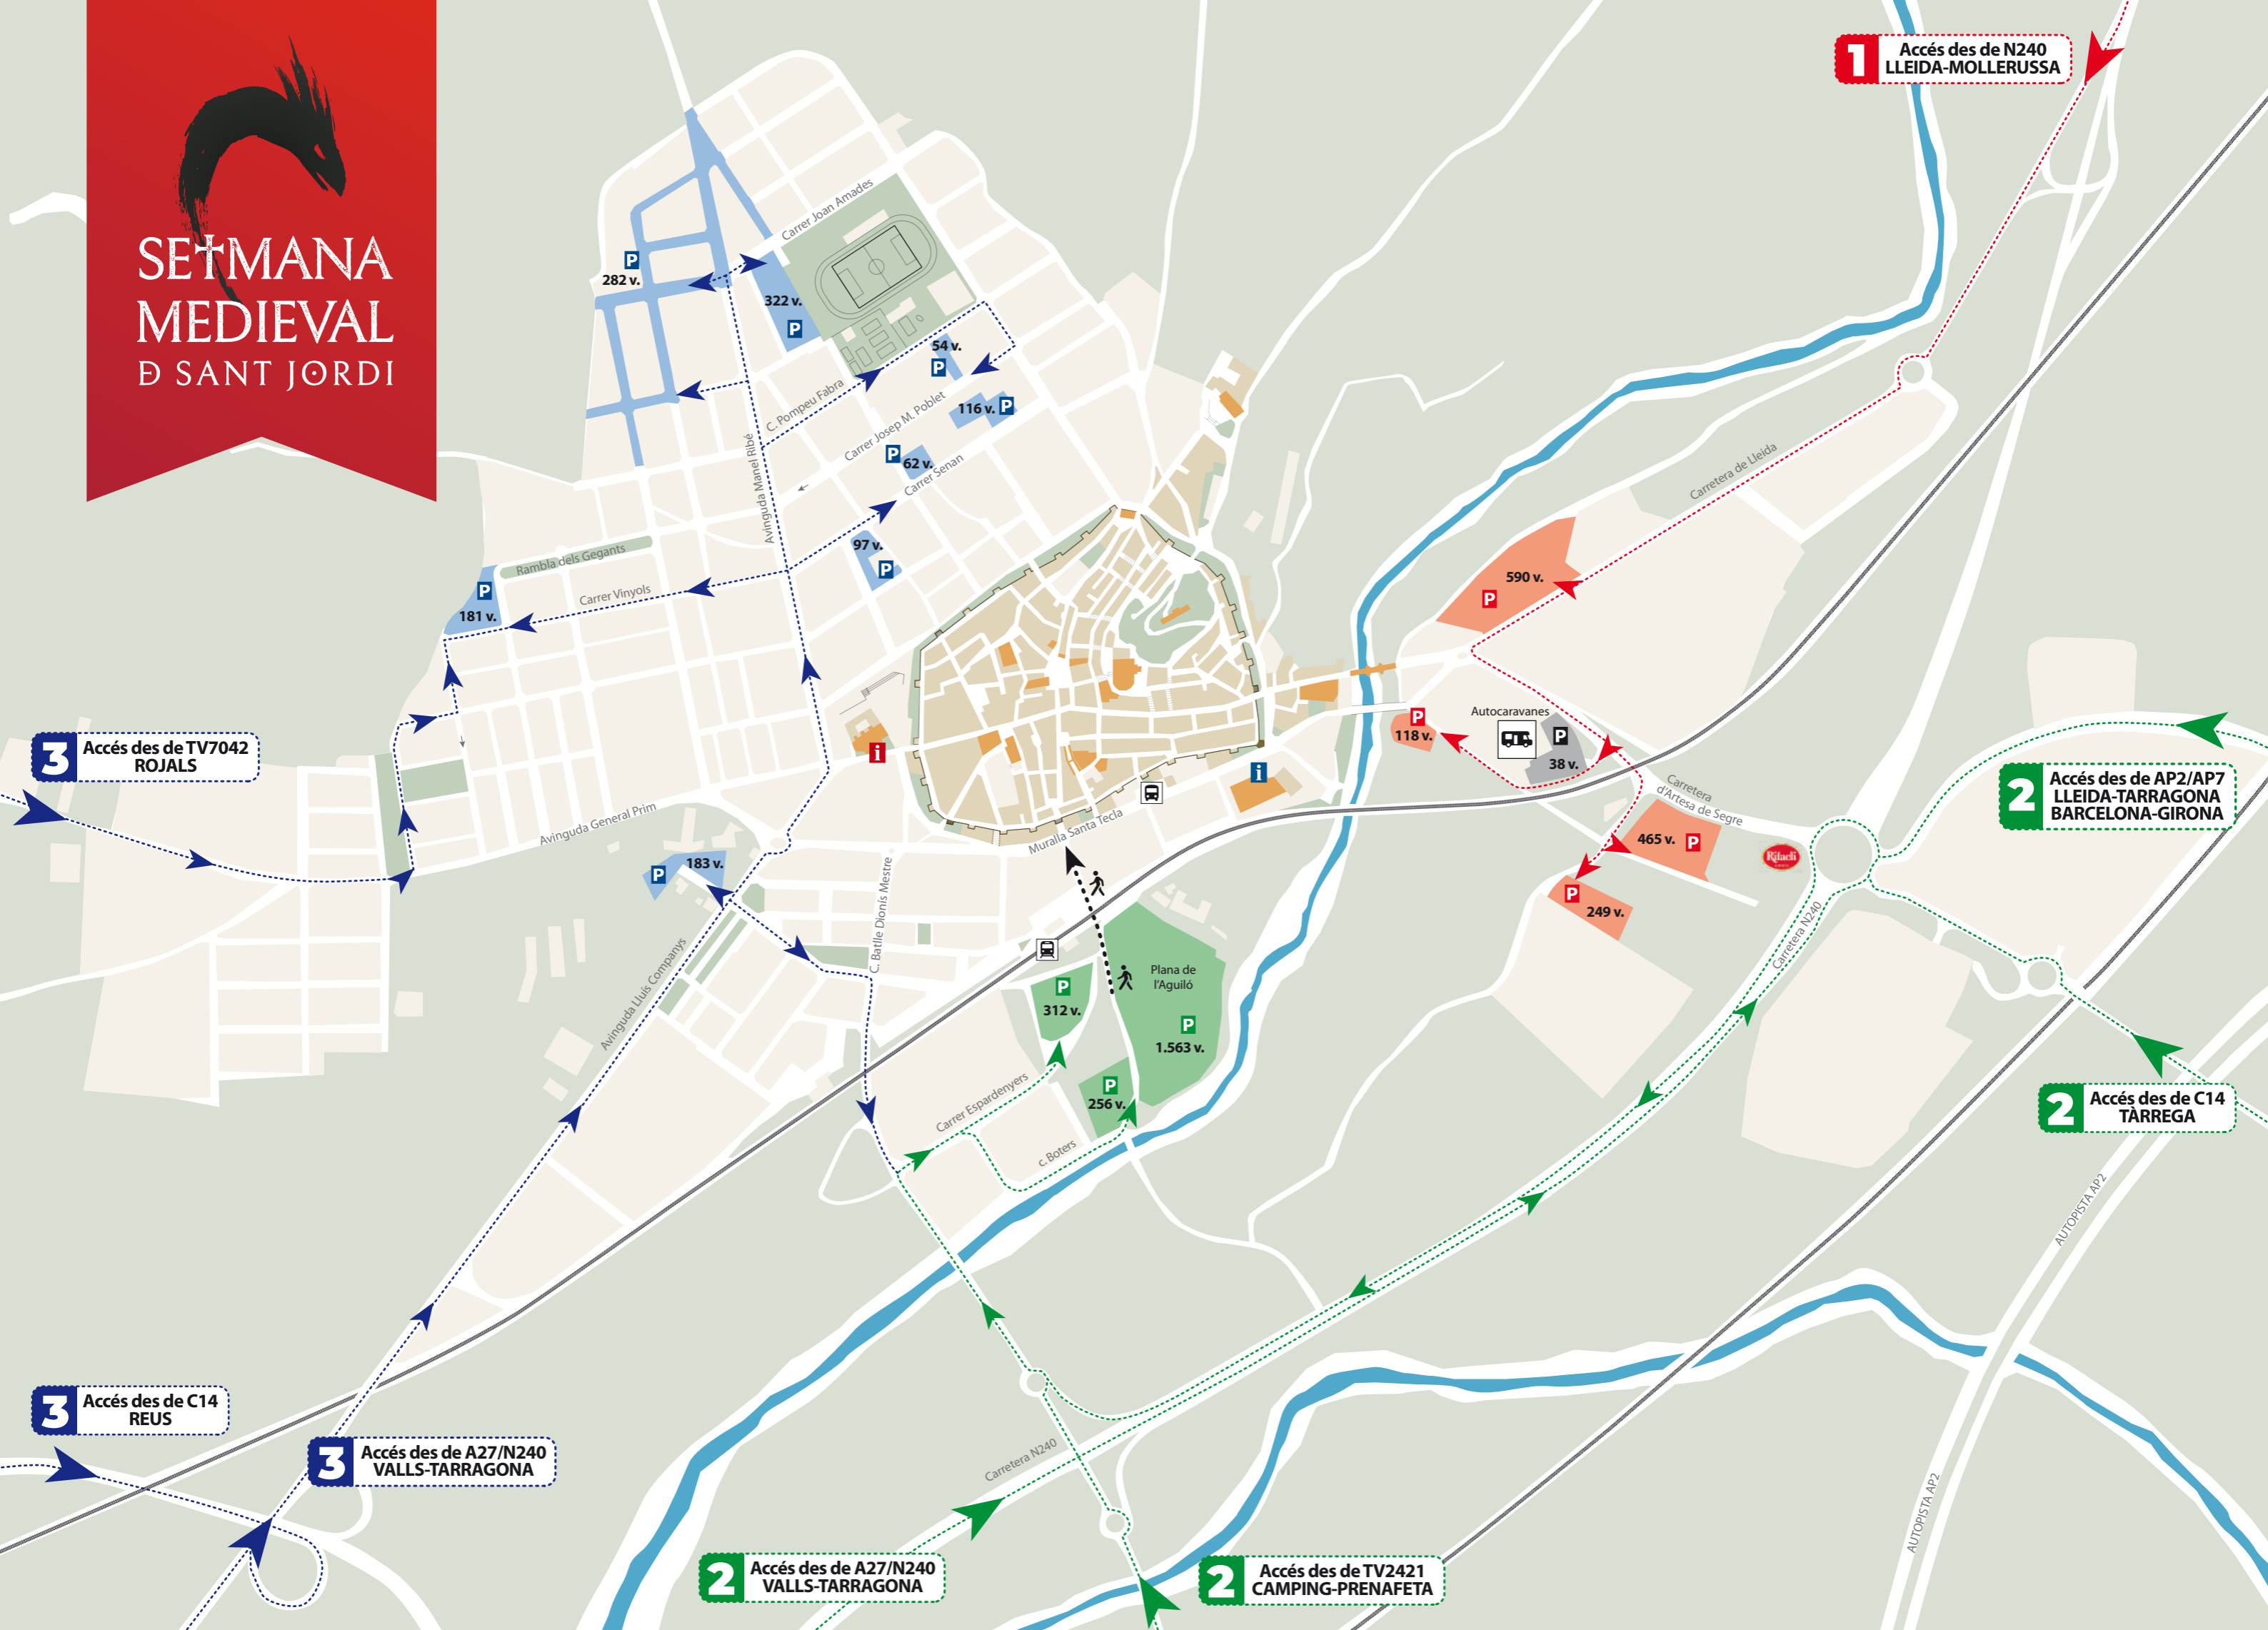 SETMANA
MEDIEVAL
D SANT JORDI
1
Accés des de N240
LLEIDA-MOLLERUSSA
Carrer Joan Amades
P
282 v.
322 v.
P
54 v.
P
C. Pompeu Fabra
Carrer Josep M. Poblet
116 v. P
P
62 v.
Carrer Senan
Avinguda Manel Ribé
97 v.
P
Rambla dels Gegants
Carrer Vinyols
P
181 v.
Carretera de Lleida
590 v.
P
P
118 v.
Autocaravanes
P
38 v.
3
Accés des de TV7042
ROJALS
i
i
Avinguda General Prim
Muralla Santa Tecla
Carretera
d'Artesa de Segre
465 v. P
Rifacli
P
249 v.
2
Accés des de AP2/AP7
LLEIDA-TARRAGONA
BARCELONA-GIRONA
183 v.
P
C. Batlle Dionís Mestre
Avinguda Lluís Companys
Carretera N240
Plana de
l'Aguiló
P
312 v.
P
1.563 v.
P
256 v.
Carrer Espardenyers
c. Boters
2
Accés des de C14
TÀRREGA
AUTOPISTA AP2
3
Accés des de C14
REUS
3
Accés des de A27/N240
VALLS-TARRAGONA
Carretera N240
AUTOPISTA AP2
2
Accés des de A27/N240
VALLS-TARRAGONA
2
Accés des de TV2421
CAMPING-PRENAFETA